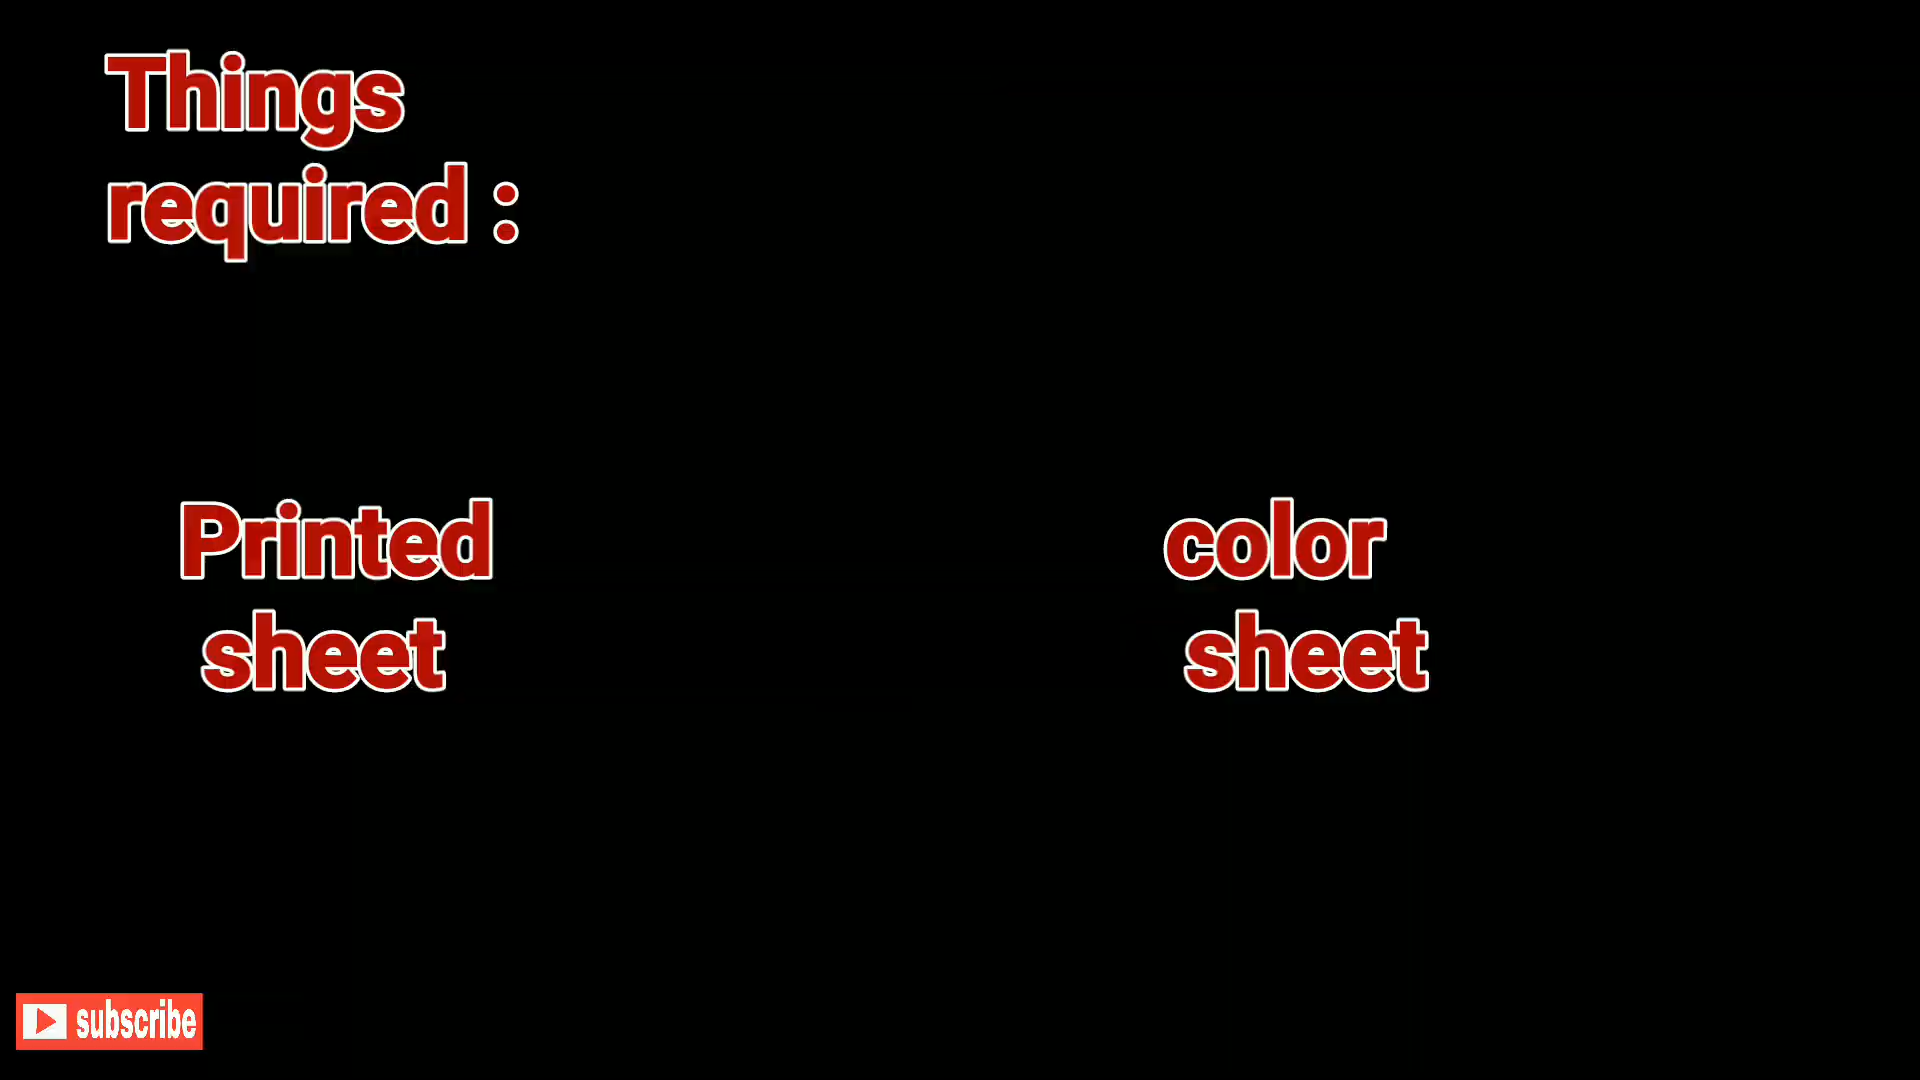 Things
required :
Printed
sheet
color
sheet
subscribe